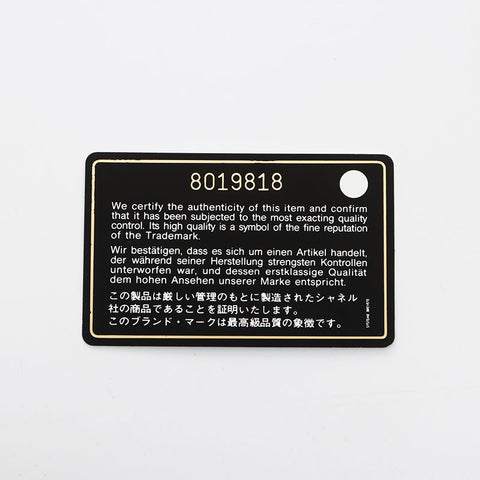 8019818
We certify the authenticity of this item and confirm
that it has been subjected to the most exacting quality
control. Its high quality is a symbol of the fine reputation
of the Trademark.
Wir bestätigen, dass es sich um einen Artikel handelt,
der während seiner Herstellung strengsten Kontrollen
unterworfen war, und dessen erstklassige Qualität
dem hohen Ansehen unserer Marke entspricht.
この製品は厳しい管理のもとに製造されたシャネル
社の商品であることを証明いたします。
このブランド・マークは最高級品質の象徴です。